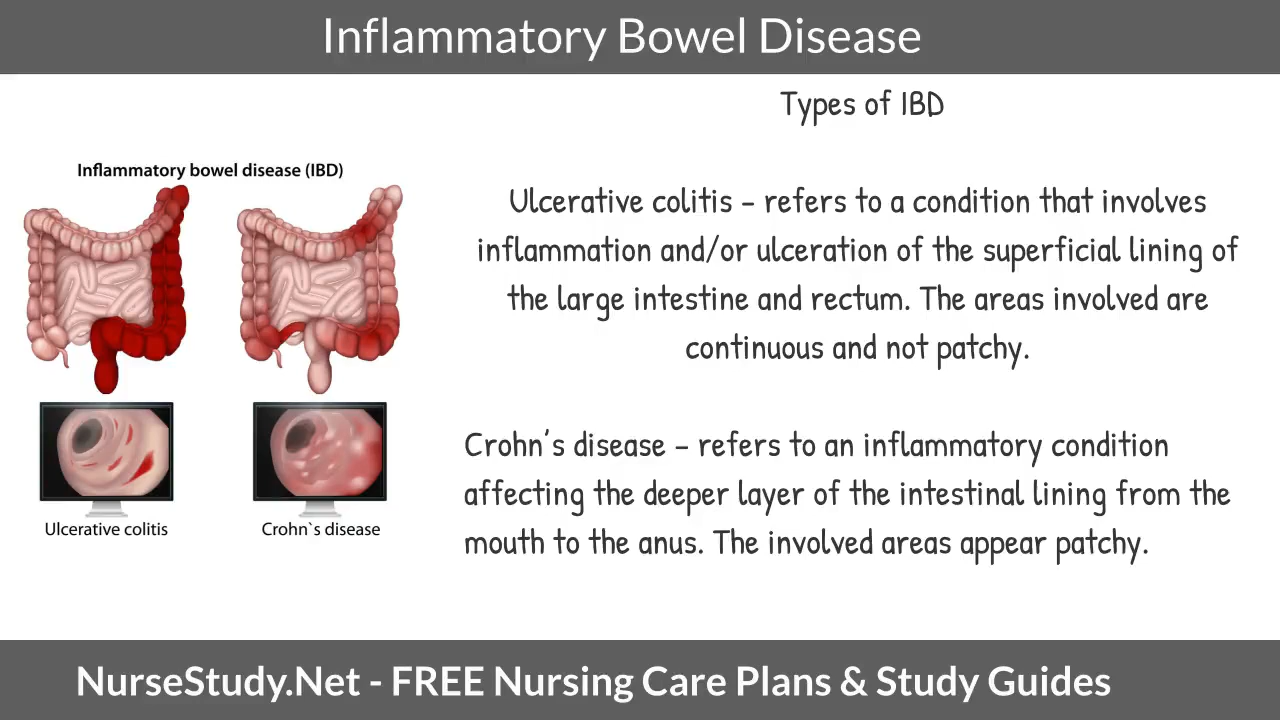 Inflammatory Bowel Disease
Types of IBD
Inflammatory bowel disease (IBD)
Ulcerative colitis
Crohn`s disease
Ulcerative colitis – refers to a condition that involves
inflammation and/or ulceration of the superficial lining of
the large intestine and rectum. The areas involved are
continuous and not patchy.
Crohn's disease – refers to an inflammatory condition
affecting the deeper layer of the intestinal lining from the
mouth to the anus. The involved areas appear patchy.
NurseStudy.Net - FREE Nursing Care Plans & Study Guides